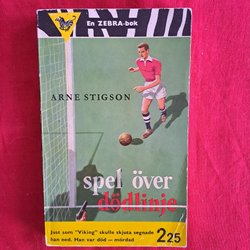 En ZEBRA-bok
ARNE STIGSON
spel över
dödlinje
Just som "Viking" skulle skjuta segnade
han ned. Han var död — mördad
2.25